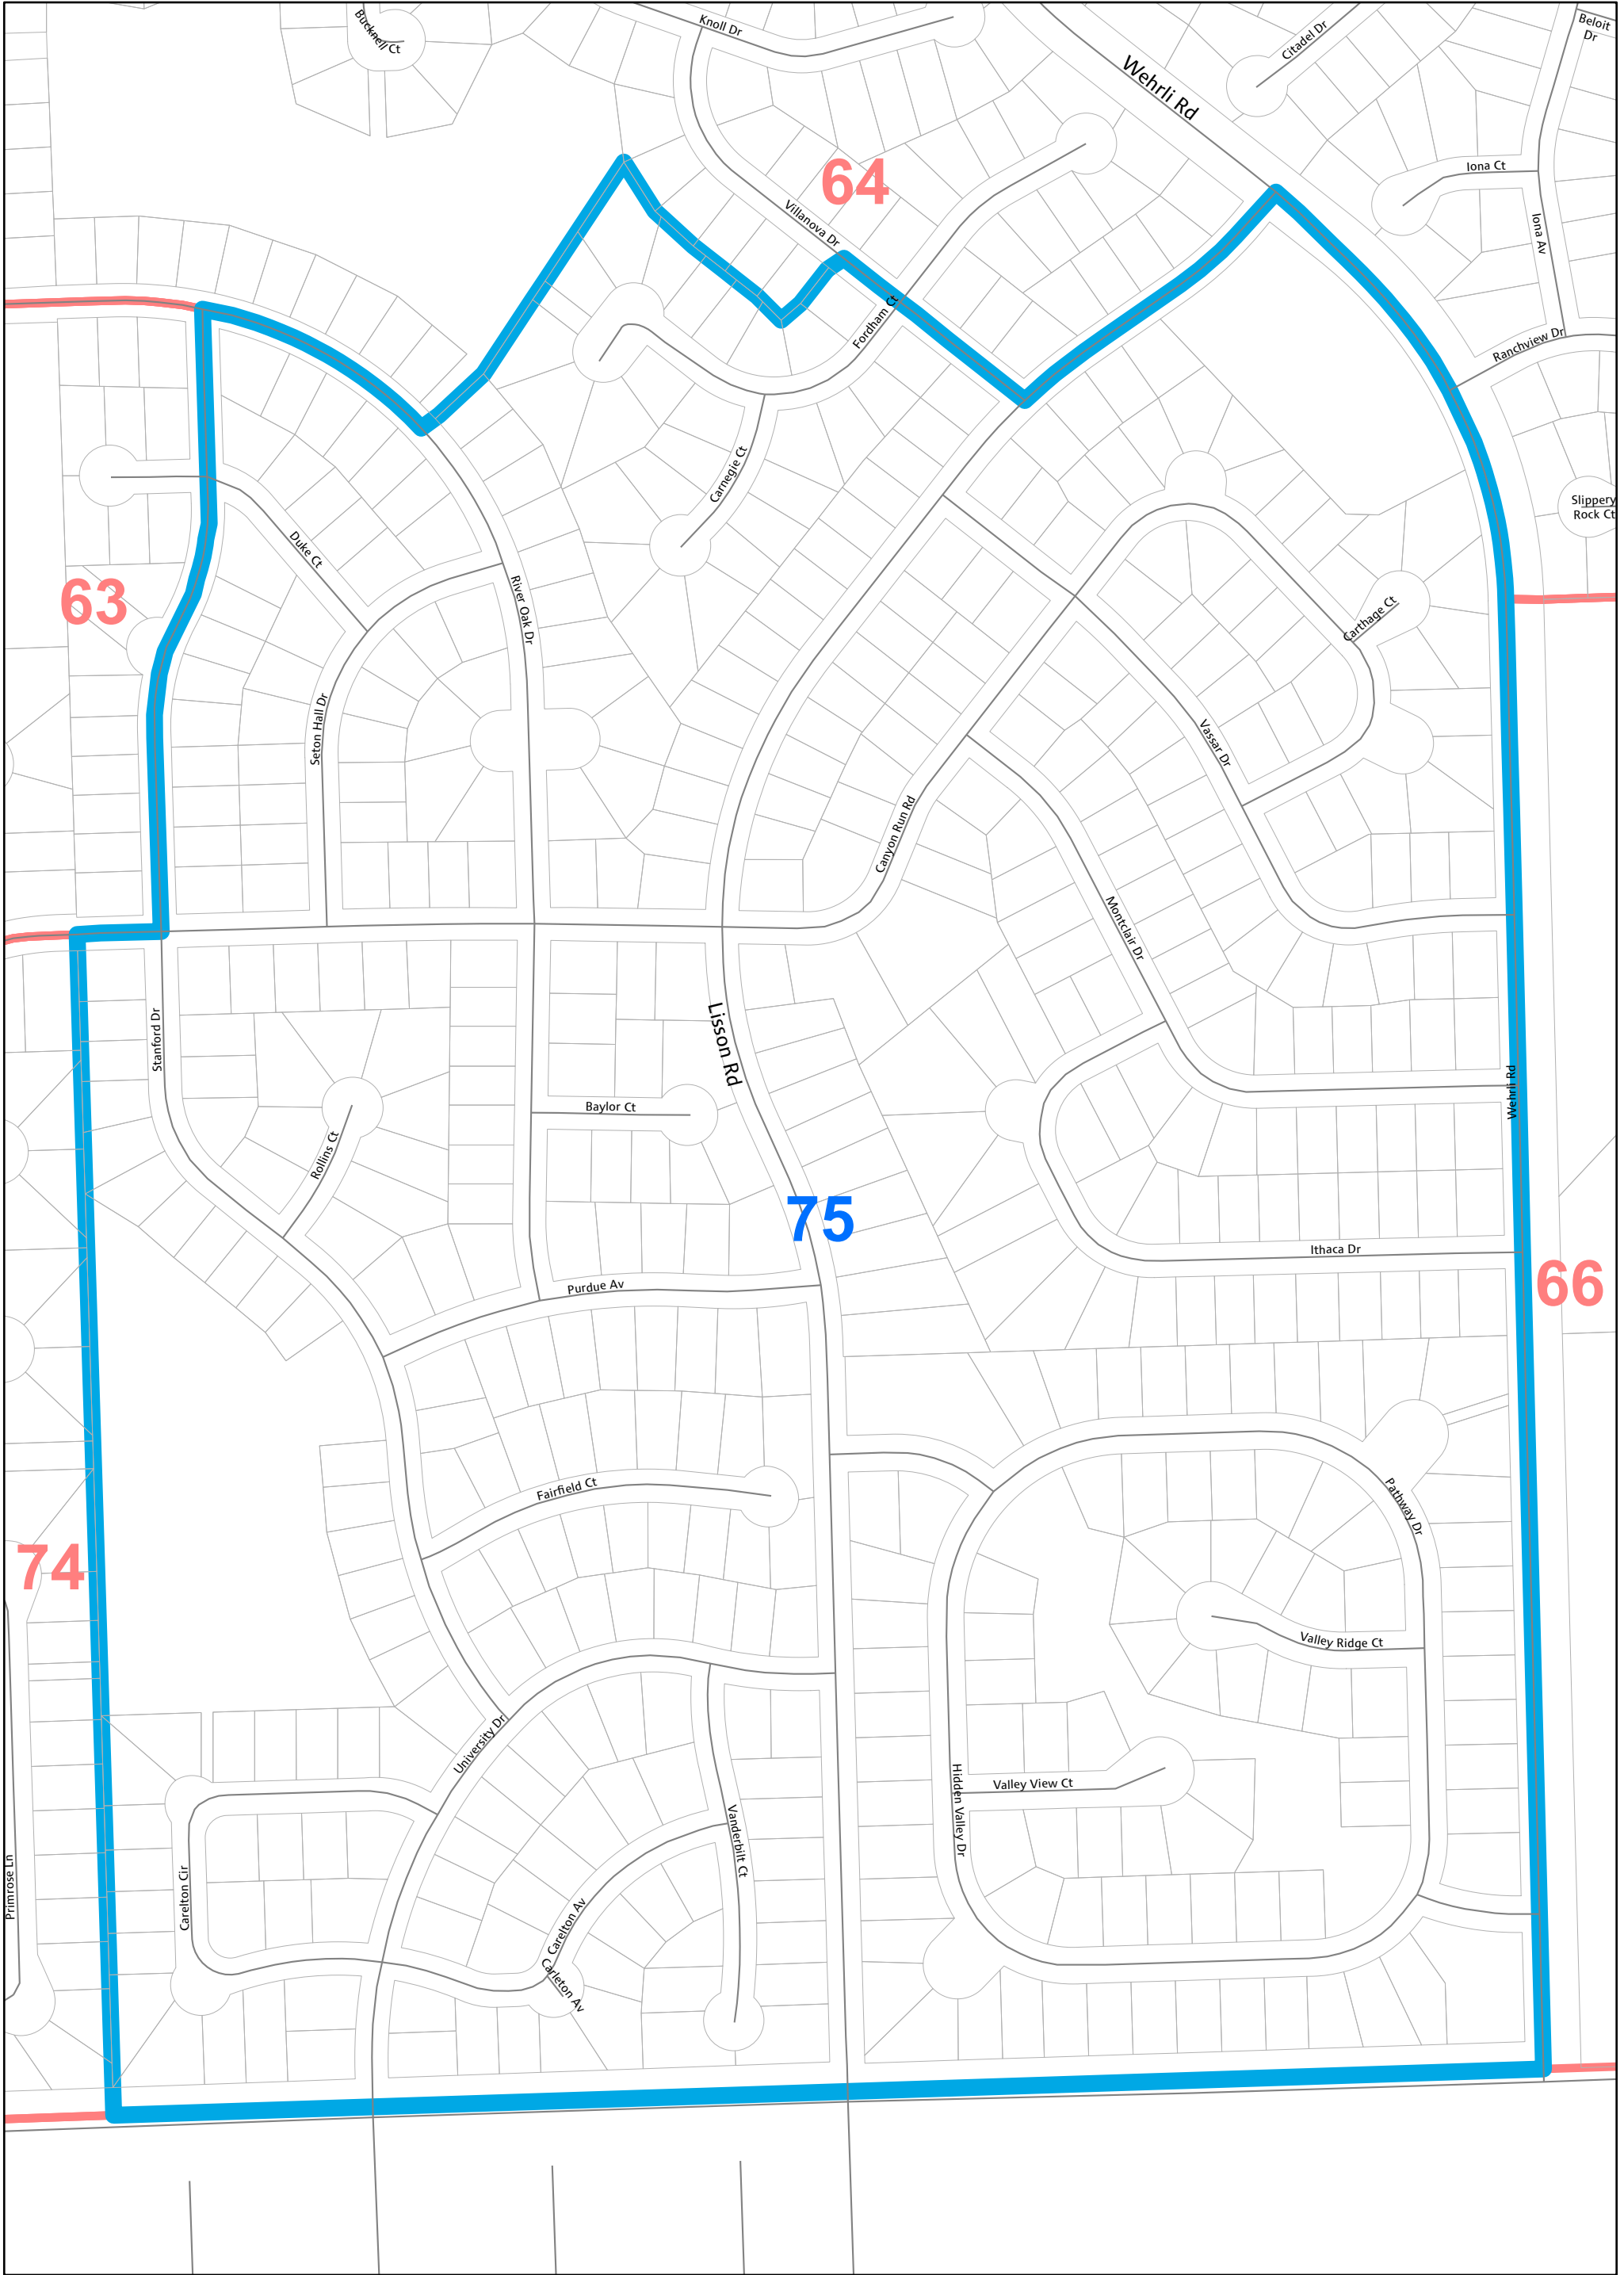 Bucknell Ct
Knoll Dr
Wehrli Rd
Citadel Dr
Beloit
Dr
Iona Ct
64
Villanova Dr
Iona Av
Fordham Ct
Ranchview Dr
Carnegie Ct
Slippery
Rock Ct
Duke Ct
63
River Oak Dr
Carthage Ct
Seton Hall Dr
Vassar Dr
Canyon Run Rd
Montclair Dr
Stanford Dr
Lisson Rd
Wehrli Rd
Baylor Ct
Rollins Ct
75
Ithaca Dr
66
Purdue Av
Fairfield Ct
Pathway Dr
74
Valley Ridge Ct
University Dr
Valley View Ct
Hidden Valley Dr
Vanderbilt Ct
Primrose Ln
Carelton Cir
Carelton Av
Carleton Av